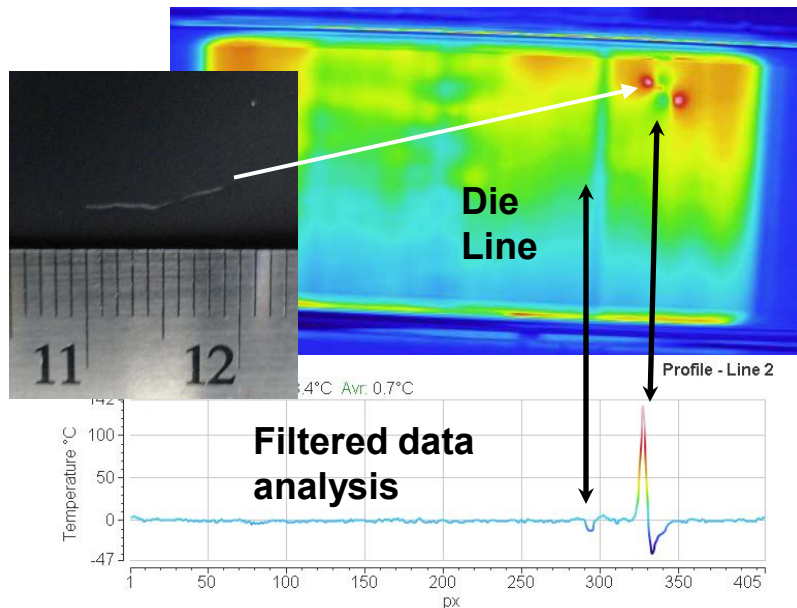 Die
Line
11 12
Profile - Line 2
.4°C Avr: 0.7°C
Filtered data
analysis
Temperature °C
142
100
50
0
-47
1 50 100 150 200 250 300 350 405
px